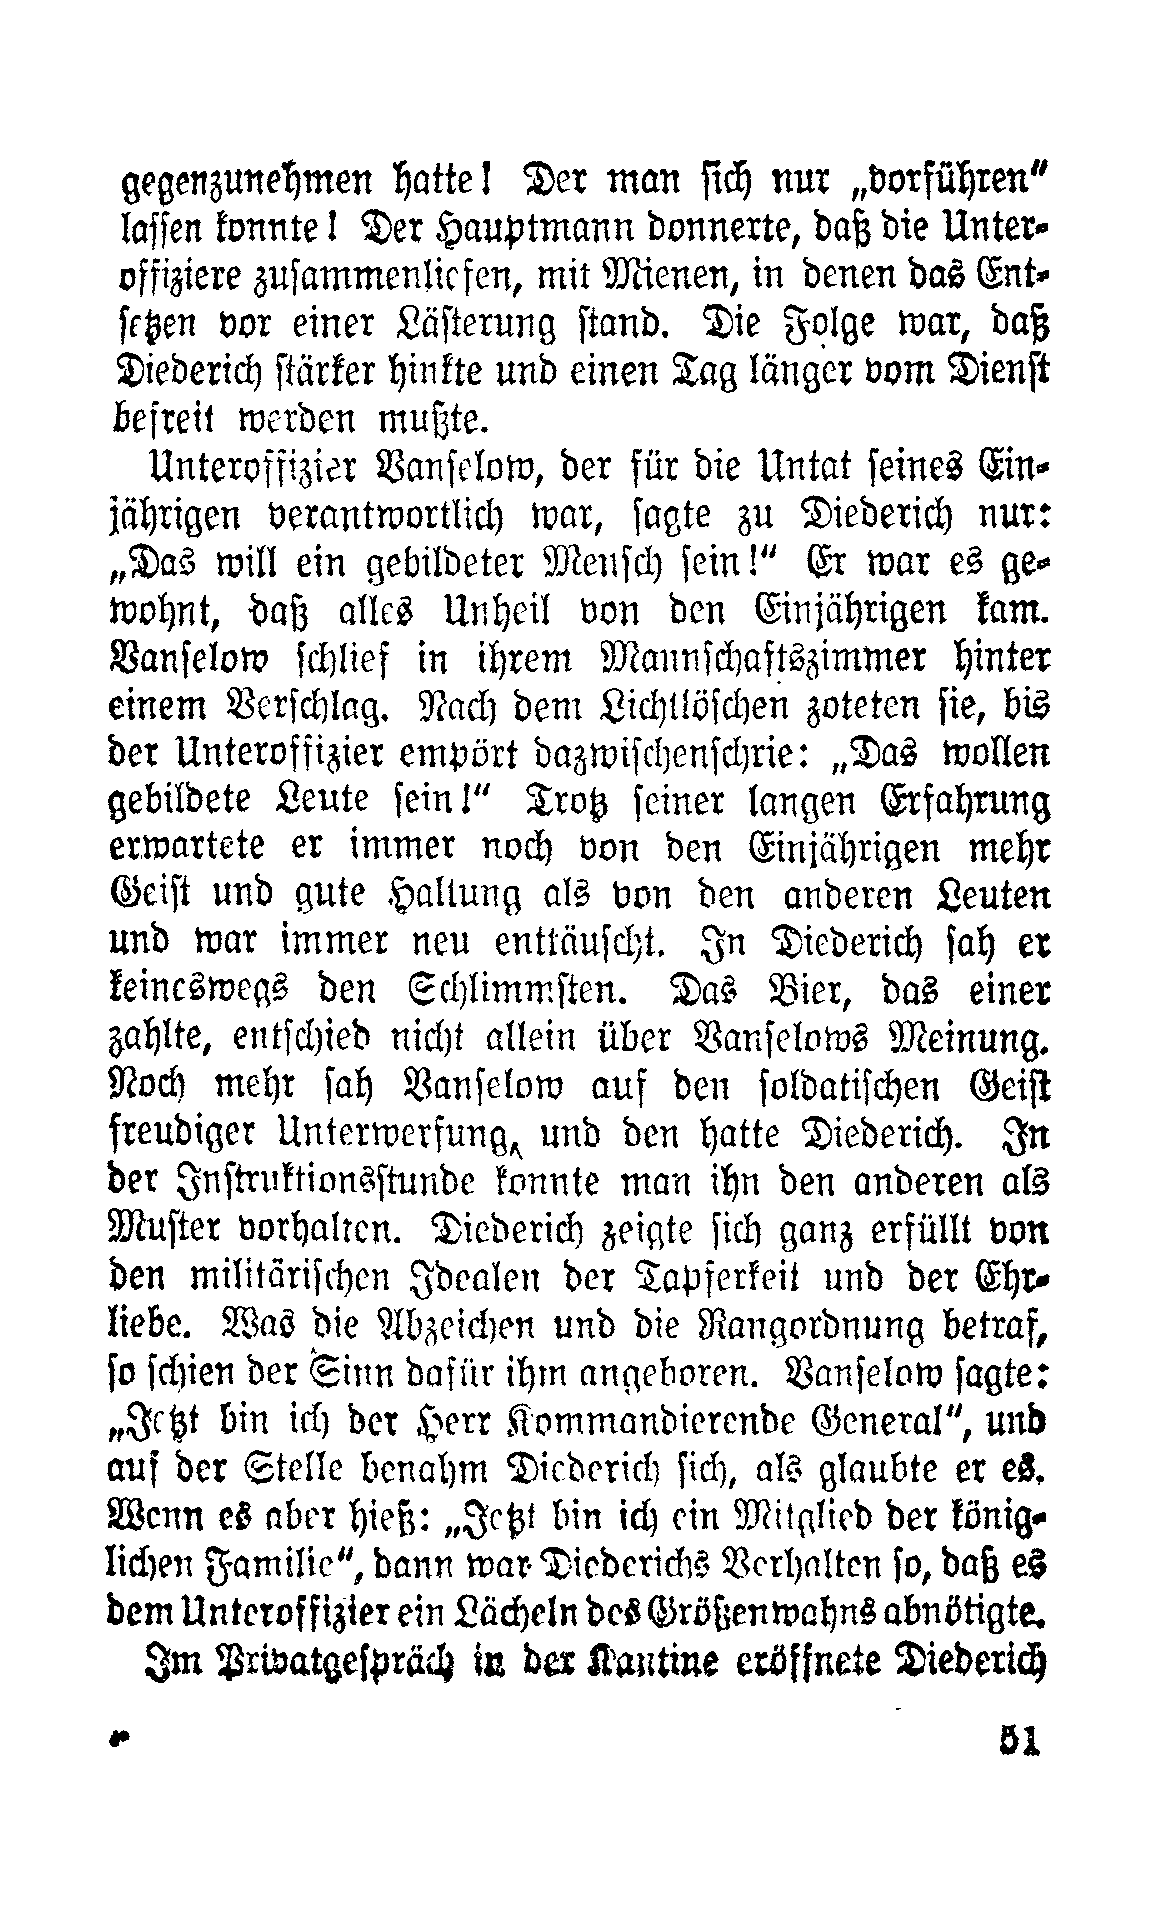 gegenzunehmen hatte! Der man sich nur „vorführen“
lassen konnte! Der Hauptmann donnerte, daß die Unter-
offiziere zusammenliefen, mit Mienen, in denen das Ent-
setzen vor einer Lästerung stand. Die Folge war, daß
Diederich stärker hinkte und einen Tag länger vom Dienst
befreit werden mußte.
Unteroffizier Vanselow, der für die Untat seines Ein-
jährigen verantwortlich war, sagte zu Diederich nur:
„Das will ein gebildeter Mensch sein!“ Er war es ge-
wohnt, daß alles Unheil von den Einjährigen kam.
Vanselow schlief in ihrem Mannschaftszimmer hinter
einem Verschlag. Nach dem Lichtlöschen zoteten sie, bis
der Unteroffizier empört dazwischenschrie: „Das wollen
gebildete Leute sein!“ Trotz seiner langen Erfahrung
erwartete er immer noch von den Einjährigen mehr
Geist und gute Haltung als von den anderen Leuten
und war immer neu enttäuscht. In Diederich sah er
keineswegs den Schlimmsten. Das Bier, das einer
zahlte, entschied nicht allein über Vanselows Meinung.
Noch mehr sah Vanselow auf den soldatischen Geist
freudiger Unterwerfung, und den hatte Diederich. In
der Instruktionsstunde konnte man ihn den anderen als
Muster vorhalten. Diederich zeigte sich ganz erfüllt von
den militärischen Idealen der Tapferkeit und der Ehr-
liebe. Was die Abzeichen und die Rangordnung betraf,
so schien der Sinn dafür ihm angeboren. Vanselow sagte:
„Jetzt bin ich der Herr Kommandierende General“, und
auf der Stelle benahm Diederich sich, als glaubte er es.
Wenn es aber hieß: „Jetzt bin ich ein Mitglied der könig-
lichen Familie“, dann war Diederichs Verhalten so, daß es
dem Unteroffizier ein Lächeln des Größenwahns abnötigte.
Im Privatgespräch in der Kantine eröffnete Diederich
51